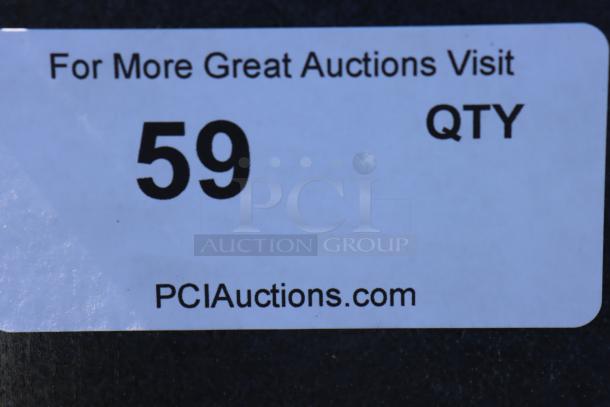 For More Great Auctions Visit
59 QTY
PCI
AUCTION GROUP
PCIAuctions.com